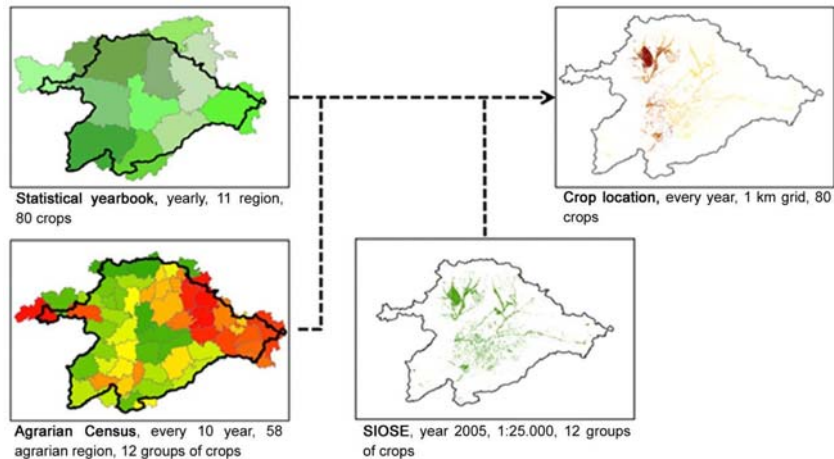 Statistical yearbook, yearly, 11 region,
80 crops
Crop location, every year, 1 km grid, 80
crops
Agrarian Census, every 10 year, 58
agrarian region, 12 groups of crops
SIOSE, year 2005, 1:25.000, 12 groups
of crops